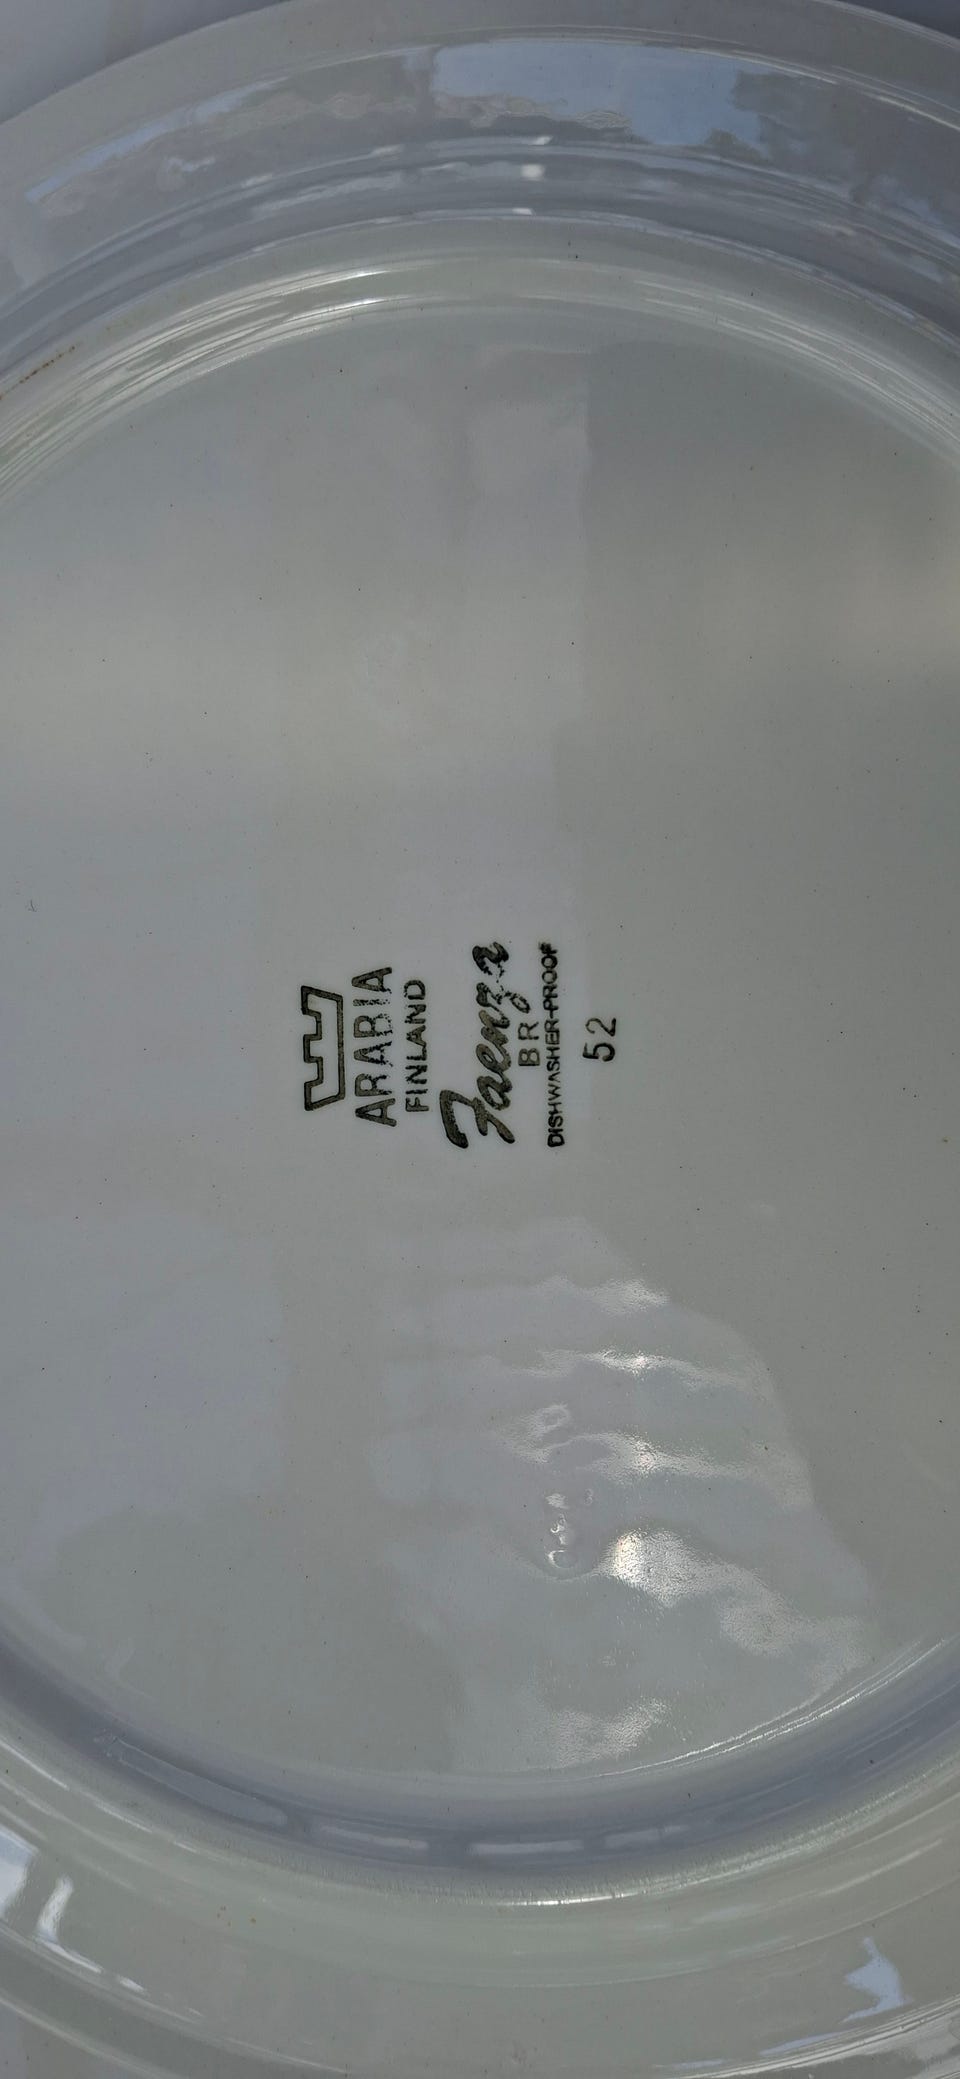 ARABIA
FINLAND
Faenza
BR
DISHWASHER-PROOF
52